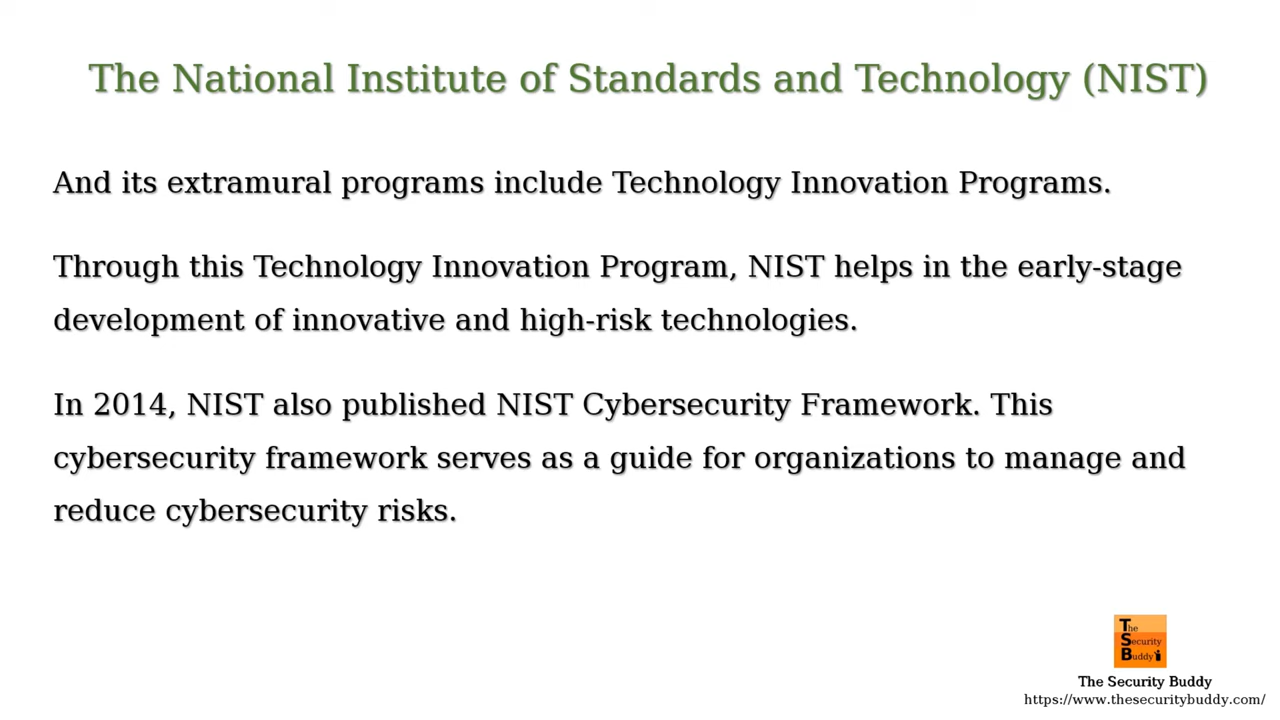 The National Institute of Standards and Technology (NIST)
And its extramural programs include Technology Innovation Programs.
Through this Technology Innovation Program, NIST helps in the early-stage
development of innovative and high-risk technologies.
In 2014, NIST also published NIST Cybersecurity Framework. This
cybersecurity framework serves as a guide for organizations to manage and
reduce cybersecurity risks.
The
Security
Buddy
The Security Buddy
https://www.thesecuritybuddy.com/